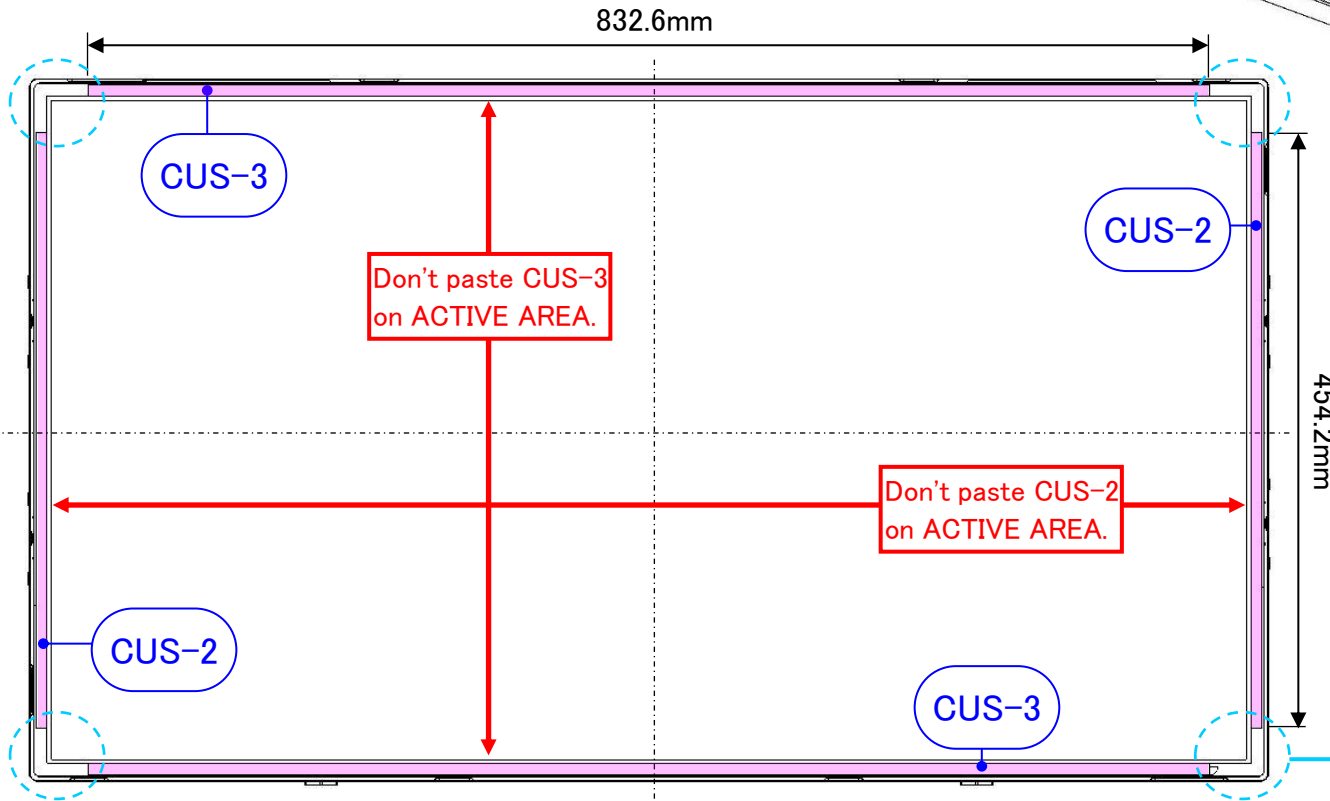 832.6mm
CUS-3
CUS-2
Don't paste CUS-3
on ACTIVE AREA.
454.2mm
Don't paste CUS-2
on ACTIVE AREA.
CUS-2
CUS-3